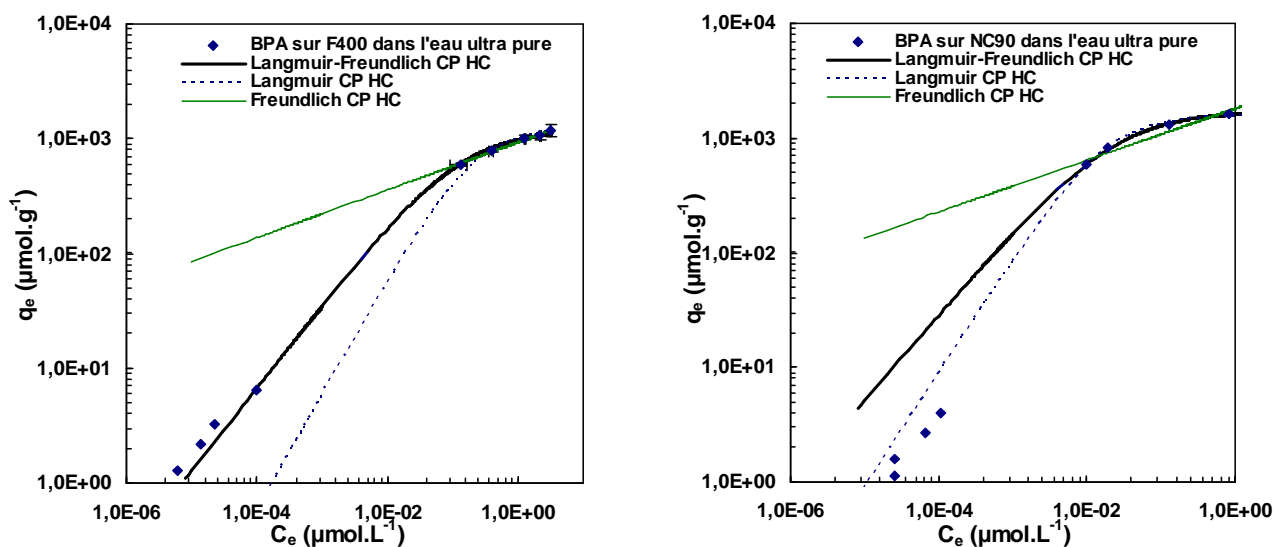 1,0E+04
BPA sur F400 dans l'eau ultra pure
Langmuir-Freundlich CP HC
Langmuir CP HC
Freundlich CP HC
1,0E+03
1,0E+02
1,0E+01
1,0E+00
qe (µmol.g-1)
1,0E-06 1,0E-04 1,0E-02 1,0E+00
Ce (µmol.L-1)
1,0E+04
BPA sur NC90 dans l'eau ultra pure
Langmuir-Freundlich CP HC
Langmuir CP HC
Freundlich CP HC
1,0E+03
1,0E+02
1,0E+01
1,0E+00
qe (µmol.g-1)
1,0E-06 1,0E-04 1,0E-02 1,0E+00
Ce (µmol.L-1)